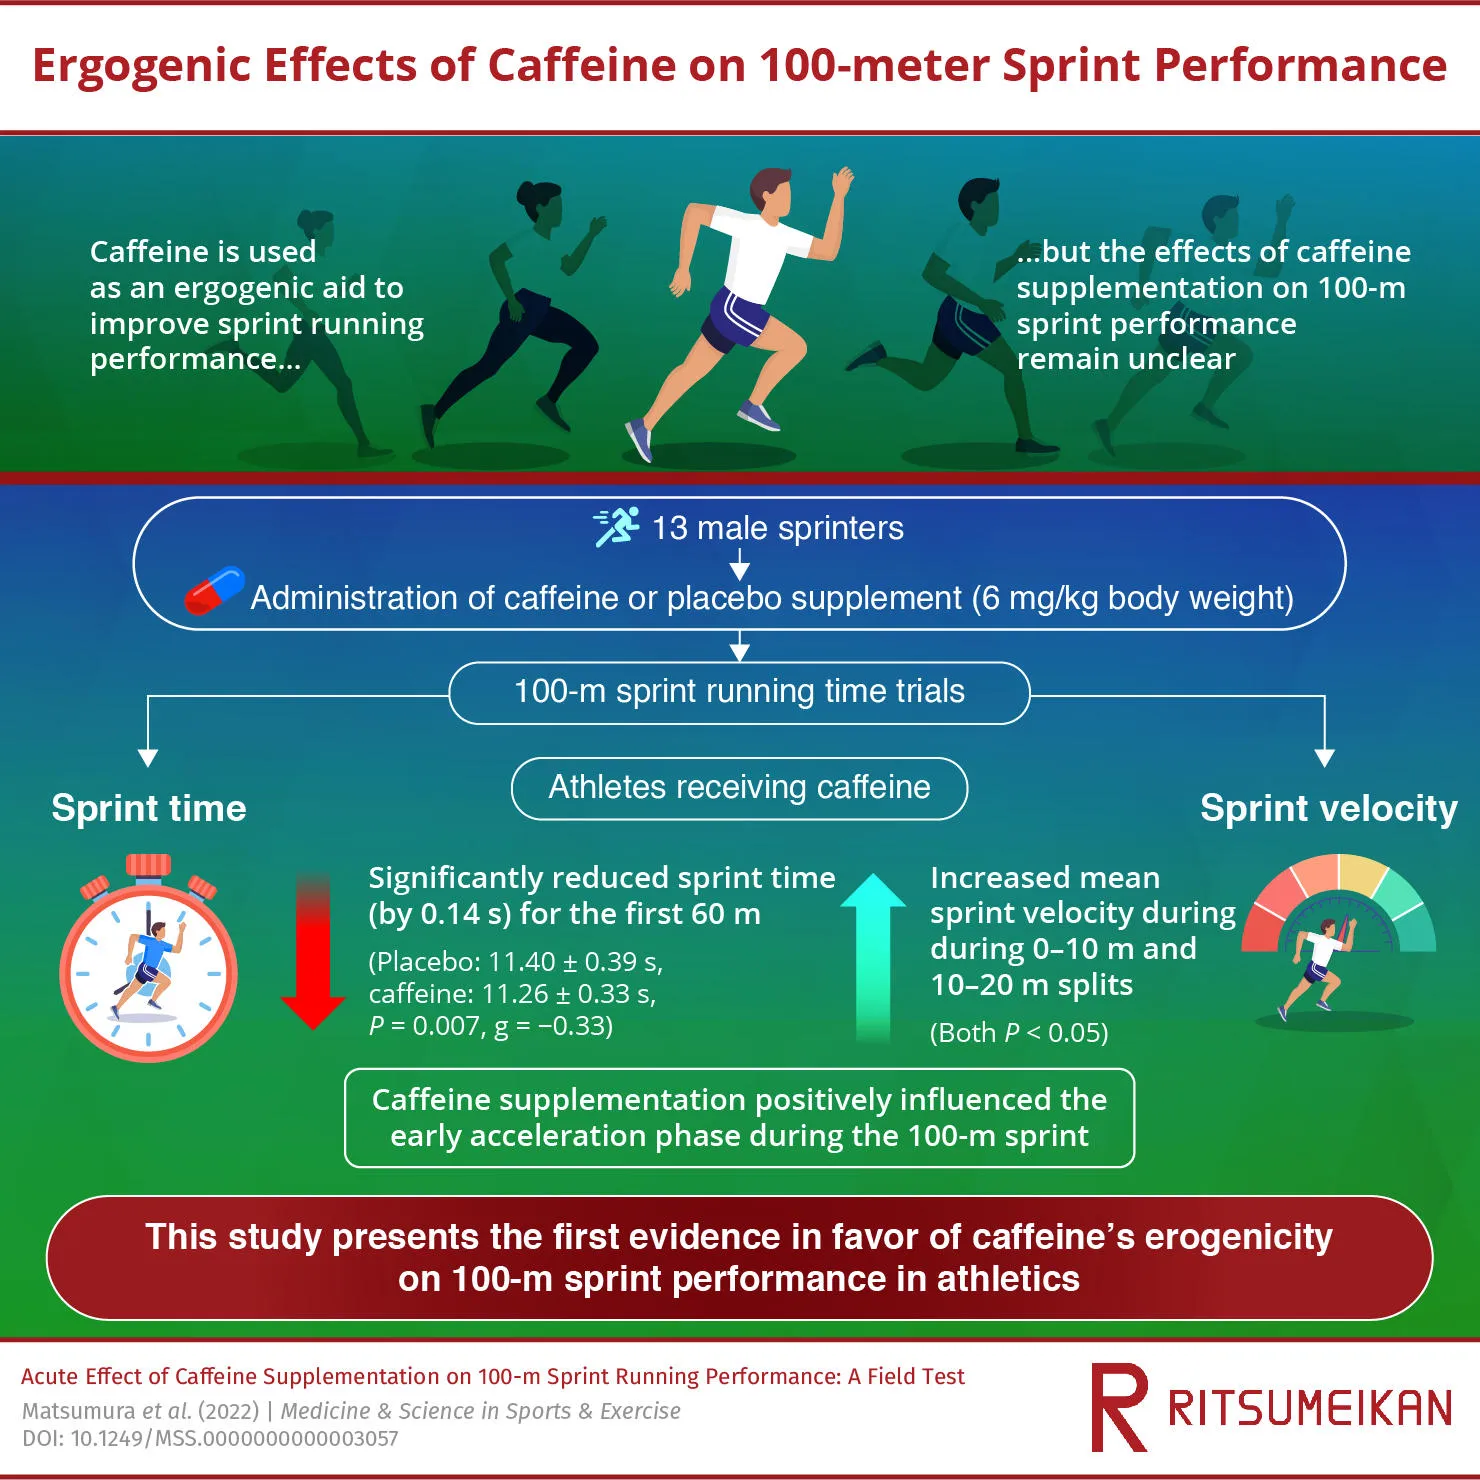 Ergogenic Effects of Caffeine on 100-meter Sprint Performance
Caffeine is used
as an ergogenic aid to
improve sprint running
performance...
...but the effects of caffeine
supplementation on 100-m
sprint performance
remain unclear
13 male sprinters
Administration of caffeine or placebo supplement (6 mg/kg body weight)
100-m sprint running time trials
Athletes receiving caffeine
Sprint time
Significantly reduced sprint time
(by 0.14 s) for the first 60 m
(Placebo: 11.40 ± 0.39 s,
caffeine: 11.26 ± 0.33 s,
P = 0.007, g = −0.33)
Sprint velocity
Increased mean
sprint velocity during
during 0–10 m and
10–20 m splits
(Both P < 0.05)
Caffeine supplementation positively influenced the
early acceleration phase during the 100-m sprint
This study presents the first evidence in favor of caffeine’s erogenicity
on 100-m sprint performance in athletics
Acute Effect of Caffeine Supplementation on 100-m Sprint Running Performance: A Field Test
Matsumura et al. (2022) | Medicine & Science in Sports & Exercise
DOI: 10.1249/MSS.0000000000003057
R RITSUMEIKAN